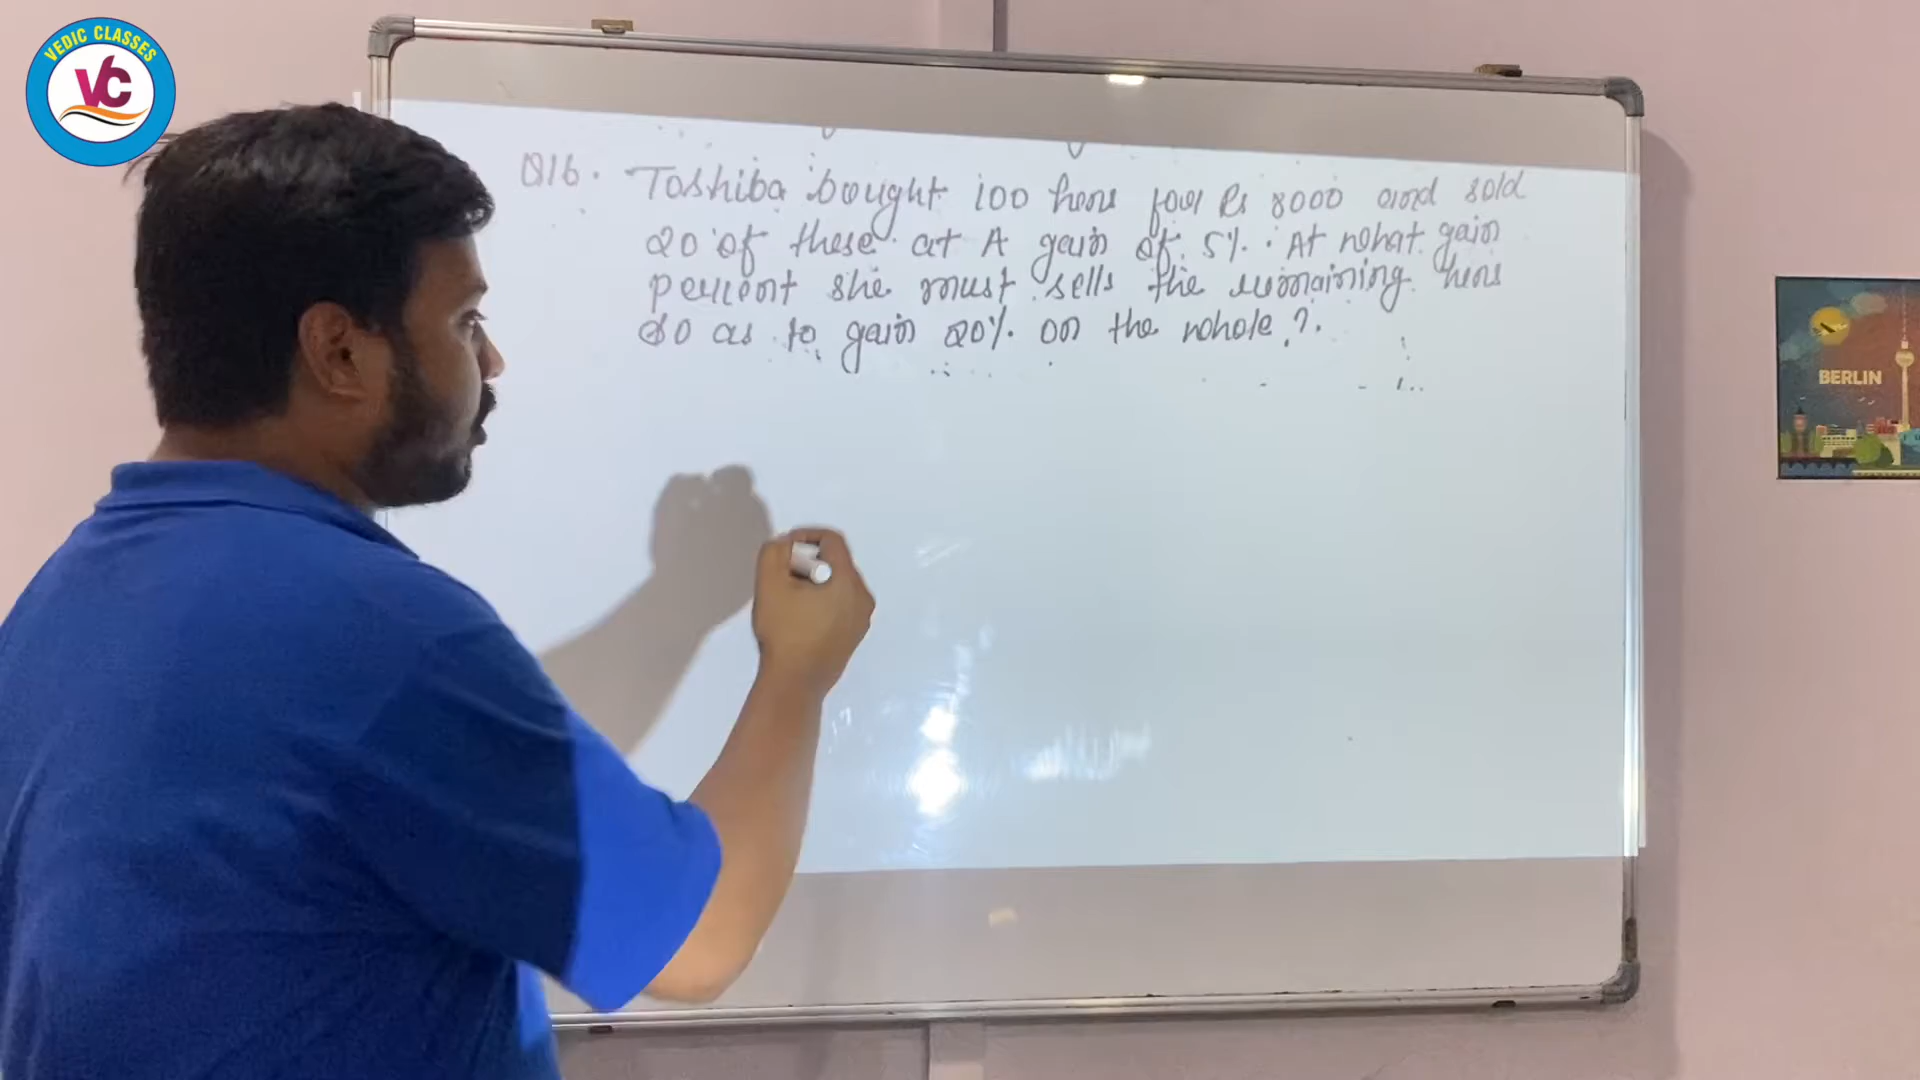 VEDIC CLASSES
VC
Q16. Toshiba bought 100 hens for Rs 8000 and sold
20 of these at A gain of 5%. At what gain
percent she must sells the remaining hens
so as to gain 20% on the whole?.
BERLIN